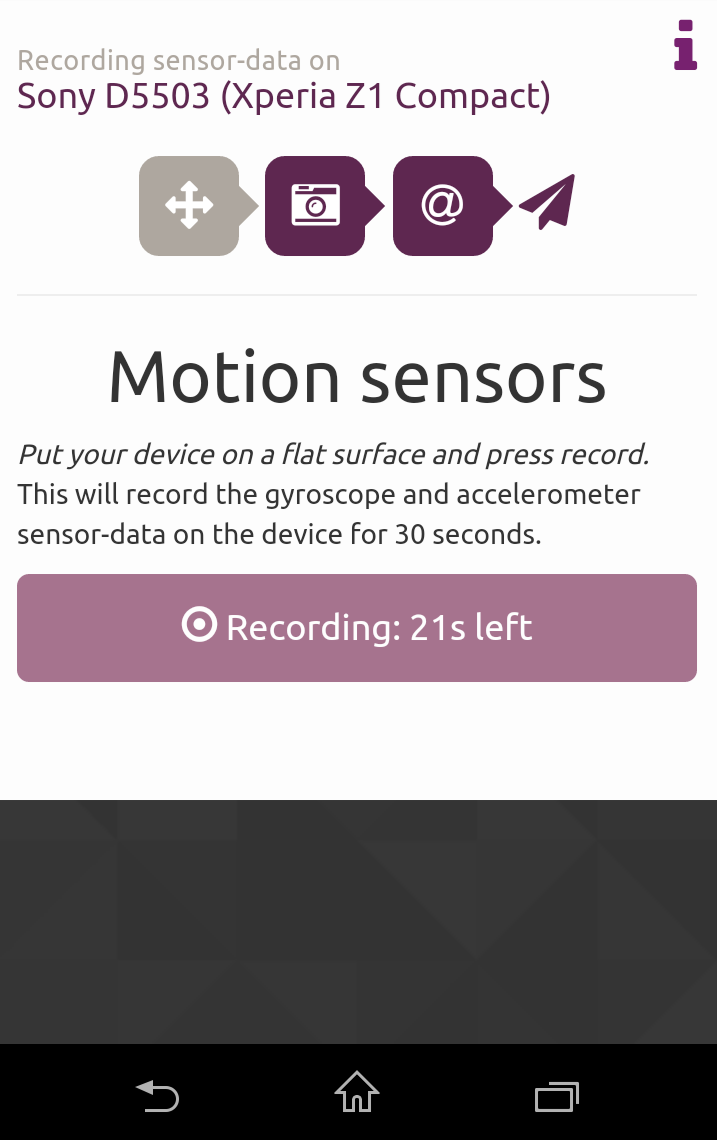 Recording sensor-data on
Sony D5503 (Xperia Z1 Compact)
@
Motion sensors
Put your device on a flat surface and press record.
This will record the gyroscope and accelerometer
sensor-data on the device for 30 seconds.
Recording: 21s left